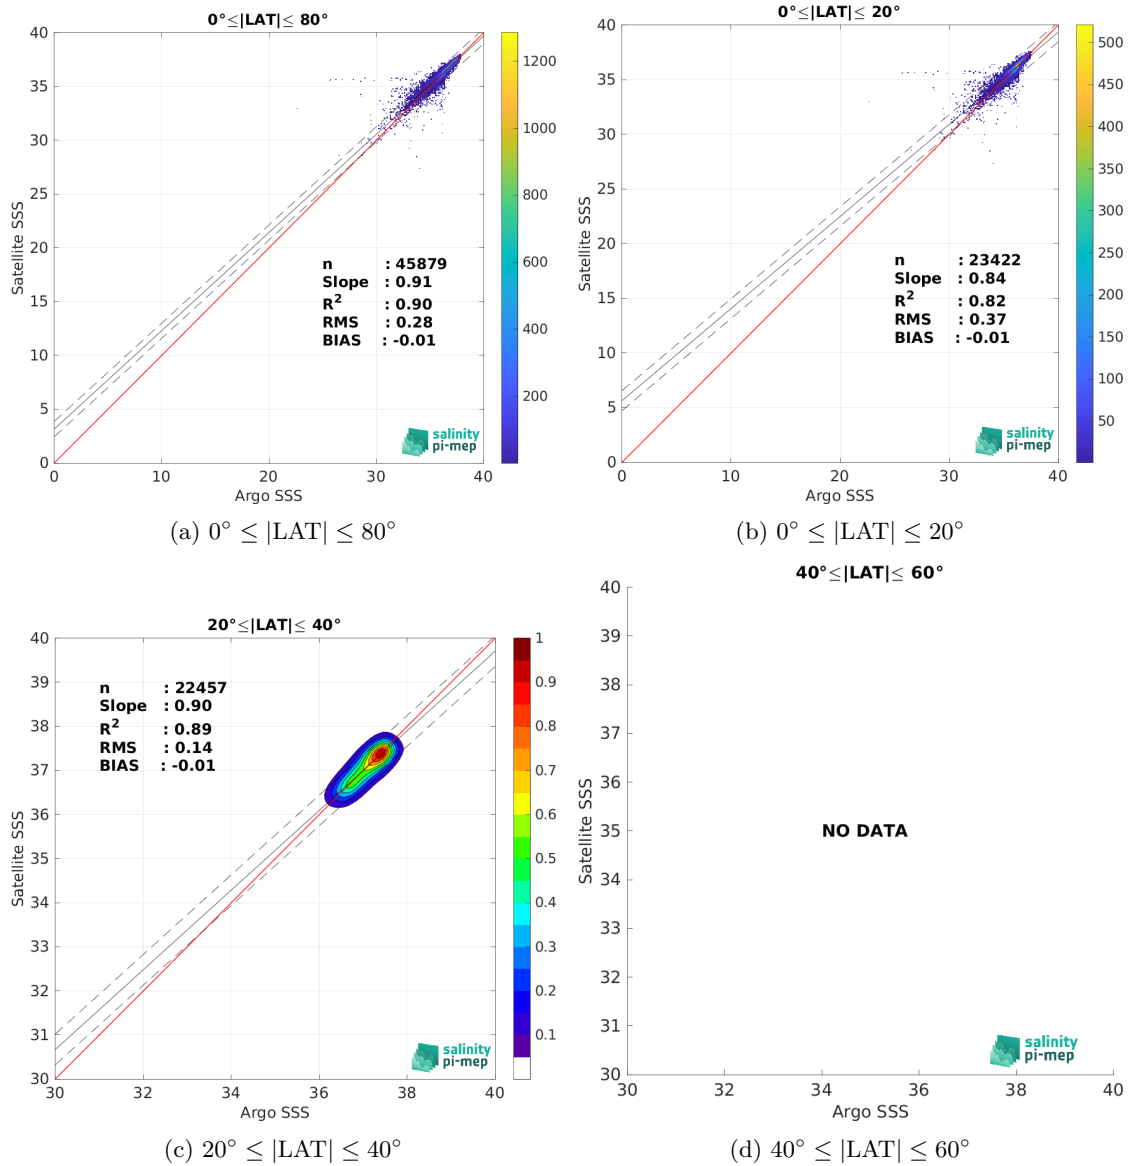 0°≤|LAT|≤ 80°
40
35
30
25
20
15
10
5
0
Satellite SSS
n : 45879
Slope : 0.91
R2 : 0.90
RMS : 0.28
BIAS : -0.01
salinity
pi-mep
0 10 20 30 40
Argo SSS
1200
1000
800
600
400
200
(a) 0° ≤ |LAT| ≤ 80°
0°≤|LAT|≤ 20°
40
35
30
25
20
15
10
5
0
Satellite SSS
n : 23422
Slope : 0.84
R2 : 0.82
RMS : 0.37
BIAS : -0.01
salinity
pi-mep
0 10 20 30 40
Argo SSS
500
450
400
350
300
250
200
150
100
50
(b) 0° ≤ |LAT| ≤ 20°
20°≤|LAT|≤ 40°
40
39
38
37
36
35
34
33
32
31
30
Satellite SSS
n : 22457
Slope : 0.90
R2 : 0.89
RMS : 0.14
BIAS : -0.01
salinity
pi-mep
30 32 34 36 38 40
Argo SSS
1
0.9
0.8
0.7
0.6
0.5
0.4
0.3
0.2
0.1
(c) 20° ≤ |LAT| ≤ 40°
40°≤|LAT|≤ 60°
40
39
38
37
36
35
34
33
32
31
30
Satellite SSS
NO DATA
salinity
pi-mep
30 32 34 36 38 40
Argo SSS
(d) 40° ≤ |LAT| ≤ 60°